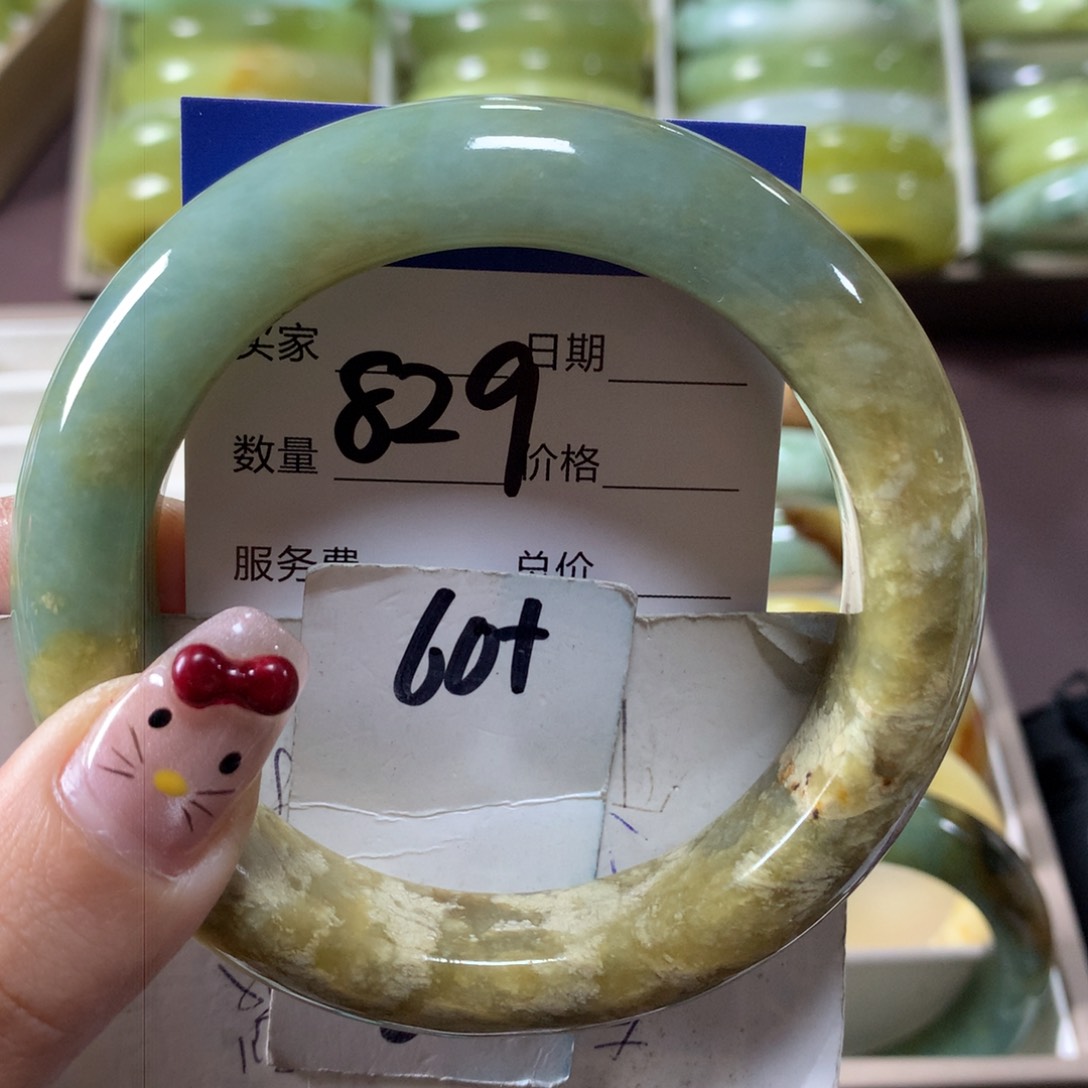 买家 日期
829
数量 价格
服务费 总价
60+